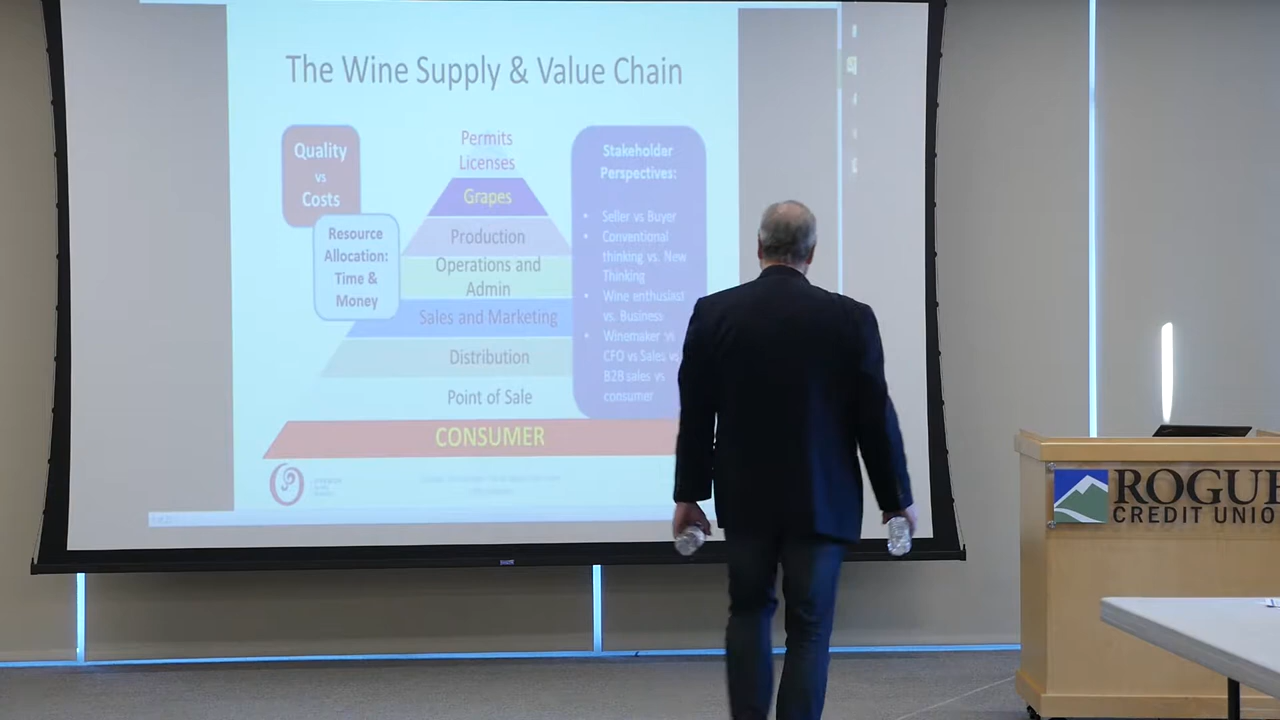 The Wine Supply & Value Chain
Quality
vs
Costs
Resource
Allocation:
Time &
Money
Permits
Licenses
Grapes
Production
Operations and
Admin
Sales and Marketing
Distribution
Point of Sale
CONSUMER
Stakeholder
Perspectives:
• Seller vs Buyer
• Conventional
thinking vs. New
Thinking
• Wine enthusiast
vs. Business
• Winemaker vs
CFO vs Sales vs
B2B sales vs
consumer
ROGUE
CREDIT UNIO